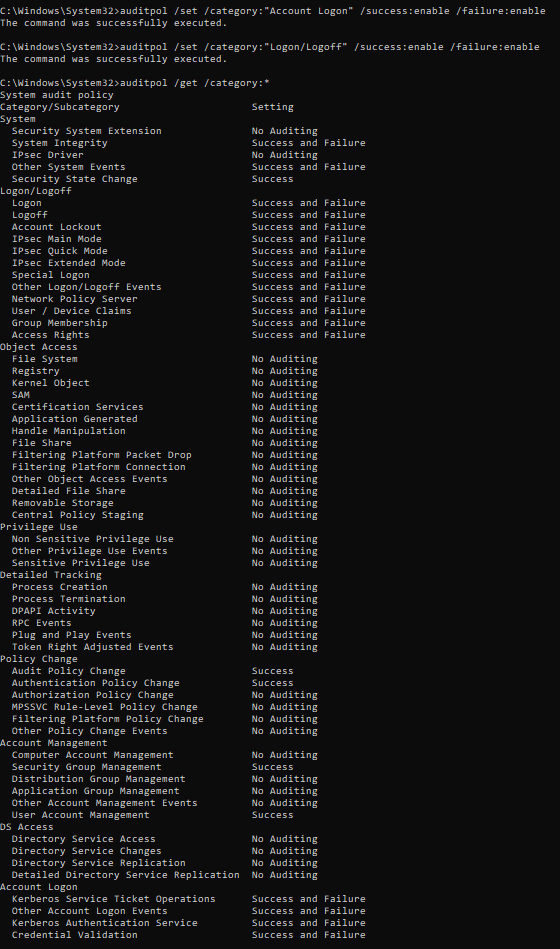 C:\Windows\System32>auditpol /set /category:"Account Logon" /success:enable /failure:enable
The command was successfully executed.
C:\Windows\System32>auditpol /set /category:"Logon/Logoff" /success:enable /failure:enable
The command was successfully executed.
C:\Windows\System32>auditpol /get /category:*
System audit policy
Category/Subcategory                      Setting
System
  Security System Extension               No Auditing
  System Integrity                        Success and Failure
  IPsec Driver                            No Auditing
  Other System Events                     Success and Failure
  Security State Change                   Success
Logon/Logoff
  Logon                                   Success and Failure
  Logoff                                  Success and Failure
  Account Lockout                         Success and Failure
  IPsec Main Mode                         Success and Failure
  IPsec Quick Mode                        Success and Failure
  IPsec Extended Mode                     Success and Failure
  Special Logon                           Success and Failure
  Other Logon/Logoff Events               Success and Failure
  Network Policy Server                   Success and Failure
  User / Device Claims                    Success and Failure
  Group Membership                        Success and Failure
  Access Rights                           Success and Failure
Object Access
  File System                             No Auditing
  Registry                                No Auditing
  Kernel Object                           No Auditing
  SAM                                     No Auditing
  Certification Services                  No Auditing
  Application Generated                   No Auditing
  Handle Manipulation                     No Auditing
  File Share                              No Auditing
  Filtering Platform Packet Drop          No Auditing
  Filtering Platform Connection           No Auditing
  Other Object Access Events              No Auditing
  Detailed File Share                     No Auditing
  Removable Storage                       No Auditing
  Central Policy Staging                  No Auditing
Privilege Use
  Non Sensitive Privilege Use             No Auditing
  Other Privilege Use Events              No Auditing
  Sensitive Privilege Use                 No Auditing
Detailed Tracking
  Process Creation                        No Auditing
  Process Termination                     No Auditing
  DPAPI Activity                          No Auditing
  RPC Events                              No Auditing
  Plug and Play Events                    No Auditing
  Token Right Adjusted Events             No Auditing
Policy Change
  Audit Policy Change                     Success
  Authentication Policy Change            Success
  Authorization Policy Change             No Auditing
  MPSSVC Rule-Level Policy Change         No Auditing
  Filtering Platform Policy Change        No Auditing
  Other Policy Change Events              No Auditing
Account Management
  Computer Account Management             No Auditing
  Security Group Management               Success
  Distribution Group Management           No Auditing
  Application Group Management            No Auditing
  Other Account Management Events         No Auditing
  User Account Management                 Success
DS Access
  Directory Service Access                No Auditing
  Directory Service Changes               No Auditing
  Directory Service Replication           No Auditing
  Detailed Directory Service Replication  No Auditing
Account Logon
  Kerberos Service Ticket Operations      Success and Failure
  Other Account Logon Events              Success and Failure
  Kerberos Authentication Service         Success and Failure
  Credential Validation                   Success and Failure